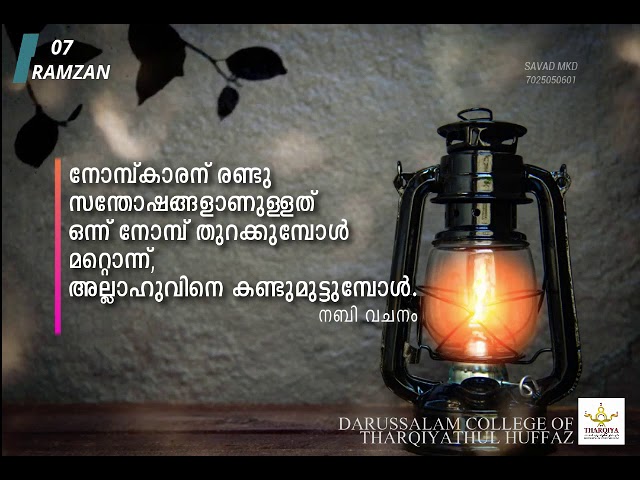 07
RAMZAN
SAVAD MKD
7025050601
നോമ്പ്കാരന് രണ്ടു
സന്തോഷങ്ങളാണുള്ളത്
ഒന്ന് നോമ്പ് തുറക്കുമ്പോൾ
മറ്റൊന്ന്,
അല്ലാഹുവിനെ കണ്ടുമുട്ടുമ്പോൾ.
നബി വചനം
DARUSSALAM COLLEGE OF
THARQIYATHUL HUFFAZ
THARQIYA